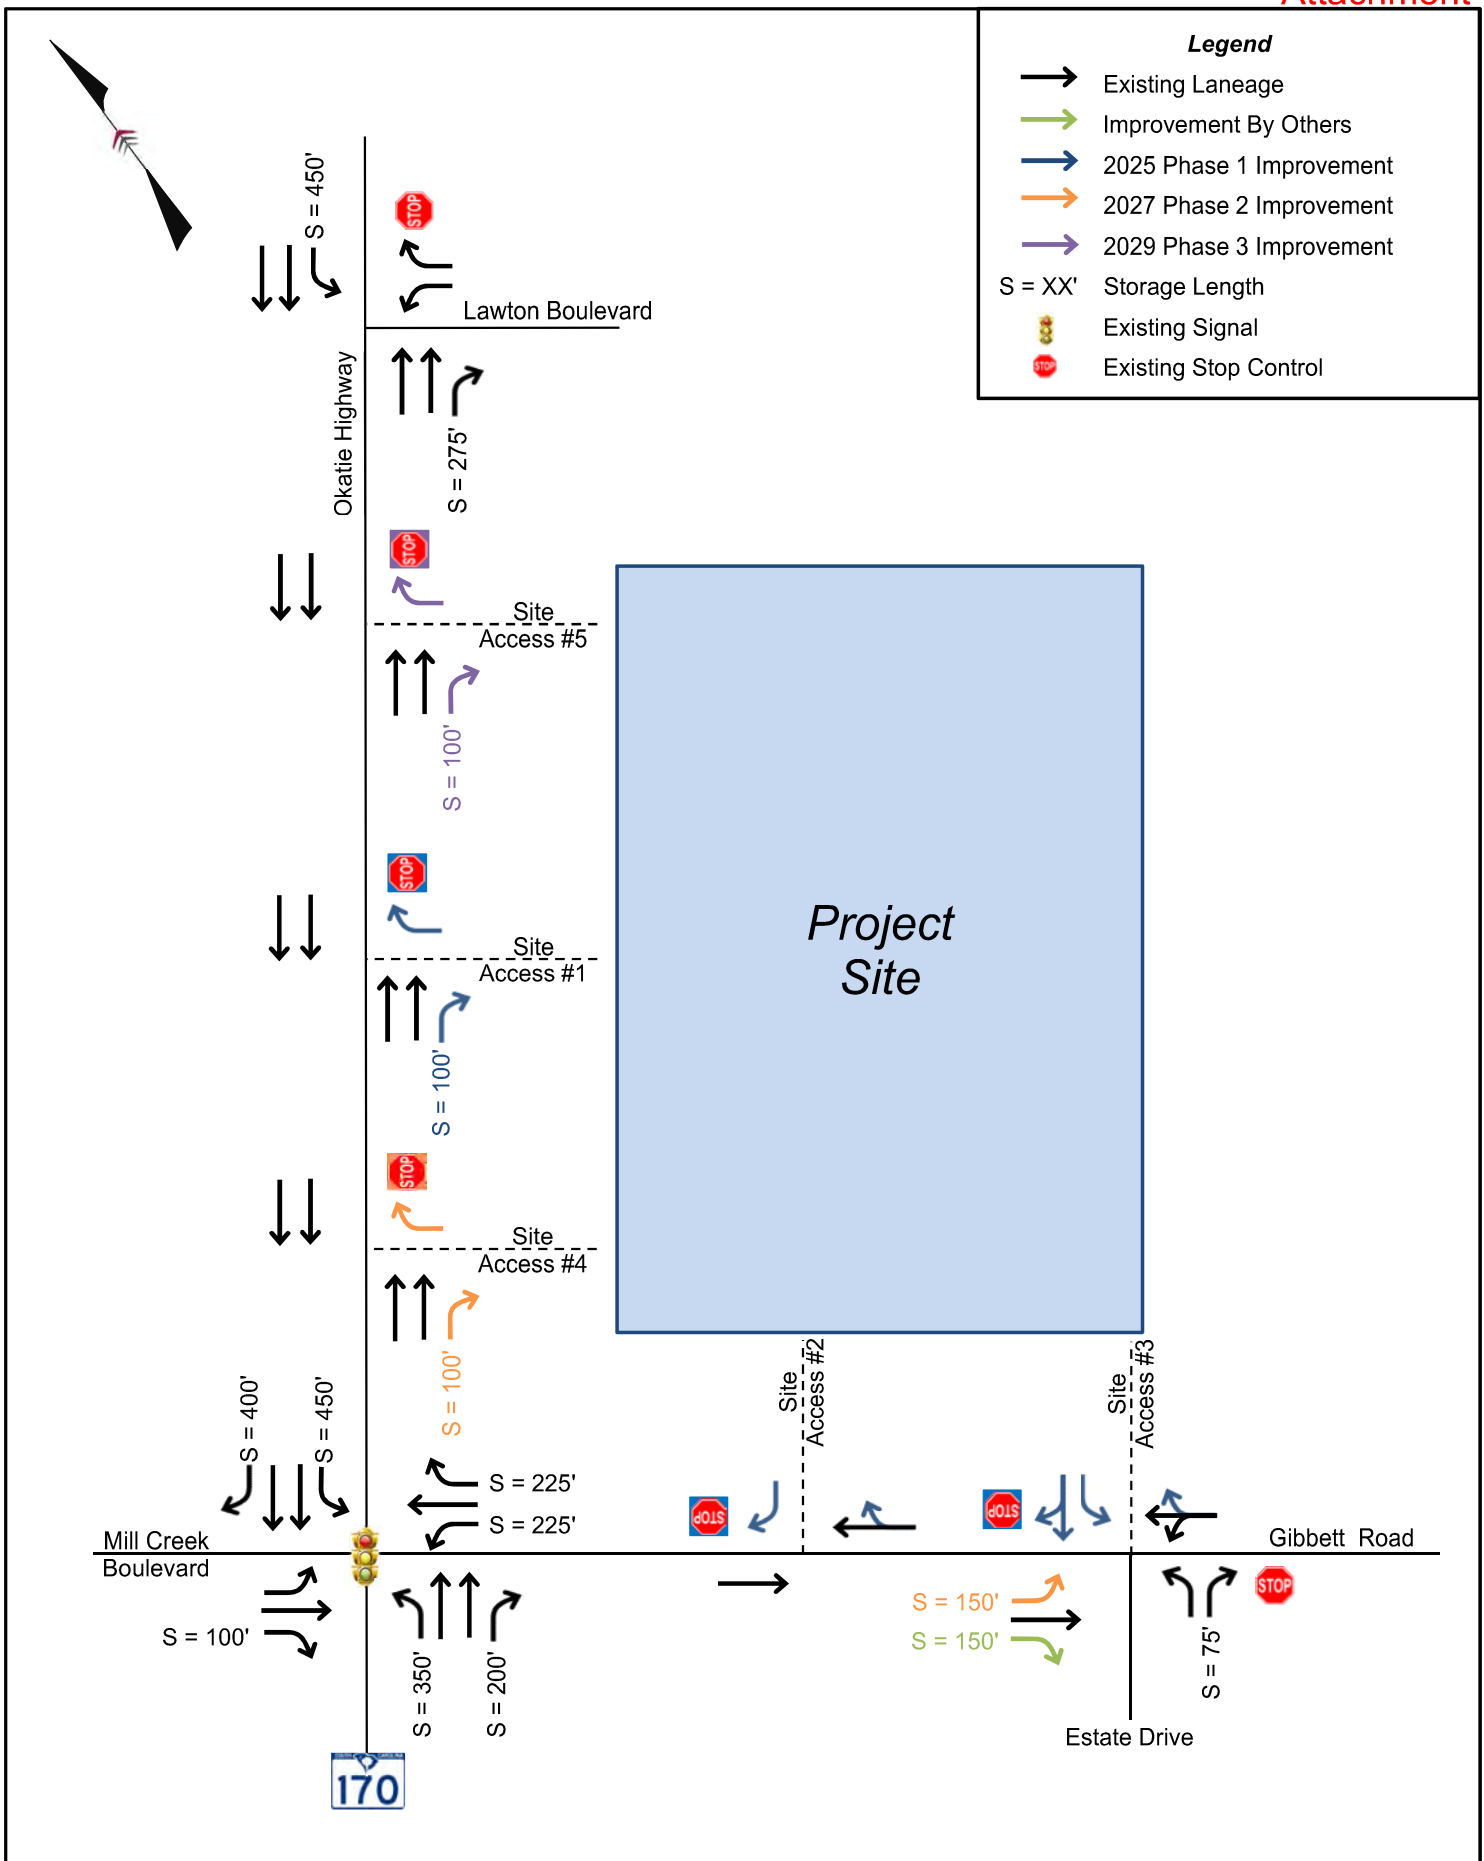 Attachment
Legend
Existing Laneage
Improvement By Others
2025 Phase 1 Improvement
2027 Phase 2 Improvement
2029 Phase 3 Improvement
S = XX' Storage Length
Existing Signal
STOP Existing Stop Control
S = 450'
STOP
Lawton Boulevard
Okatie Highway
S = 275'
STOP
Site
Access #5
S = 100'
STOP
Site
Access #1
S = 100'
Project
Site
STOP
Site
Access #4
S = 100'
Site
Access #2
Site
Access #3
S = 400'
S = 450'
S = 225'
S = 225'
STOP
STOP
Mill Creek
Boulevard
Gibbett Road
S = 100'
S = 350'
S = 200'
S = 150'
S = 150'
STOP
S = 75'
Estate Drive
170